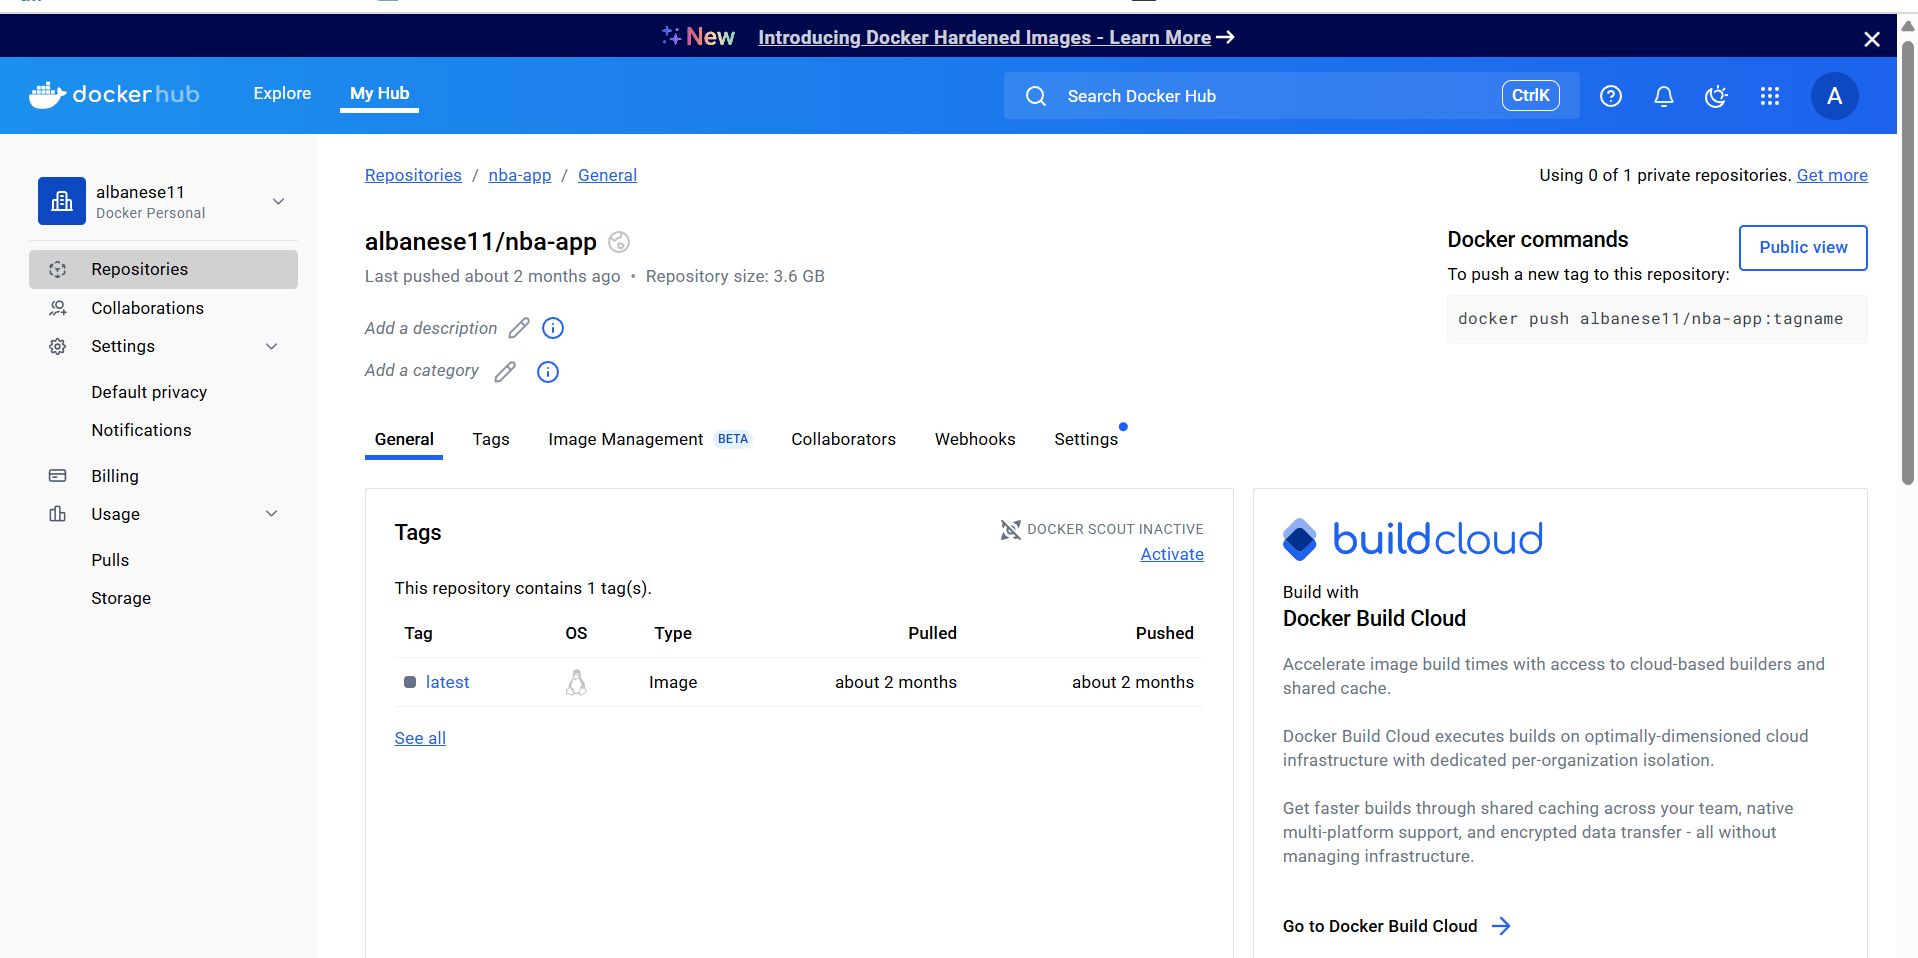 New Introducing Docker Hardened Images - Learn More
docker hub
Explore
My Hub
Search Docker Hub
CtrlK
A
albanese11
Docker Personal
Repositories
Collaborations
Settings
Default privacy
Notifications
Billing
Usage
Pulls
Storage
Repositories / nba-app / General
Using 0 of 1 private repositories. Get more
albanese11/nba-app
Last pushed about 2 months ago • Repository size: 3.6 GB
Add a description
Add a category
Docker commands
Public view
To push a new tag to this repository:
docker push albanese11/nba-app:tagname
General Tags Image Management BETA Collaborators Webhooks Settings
Tags
DOCKER SCOUT INACTIVE
Activate
This repository contains 1 tag(s).
Tag OS Type Pulled Pushed
latest Image about 2 months about 2 months
See all
buildcloud
Build with
Docker Build Cloud
Accelerate image build times with access to cloud-based builders and
shared cache.
Docker Build Cloud executes builds on optimally-dimensioned cloud
infrastructure with dedicated per-organization isolation.
Get faster builds through shared caching across your team, native
multi-platform support, and encrypted data transfer - all without
managing infrastructure.
Go to Docker Build Cloud